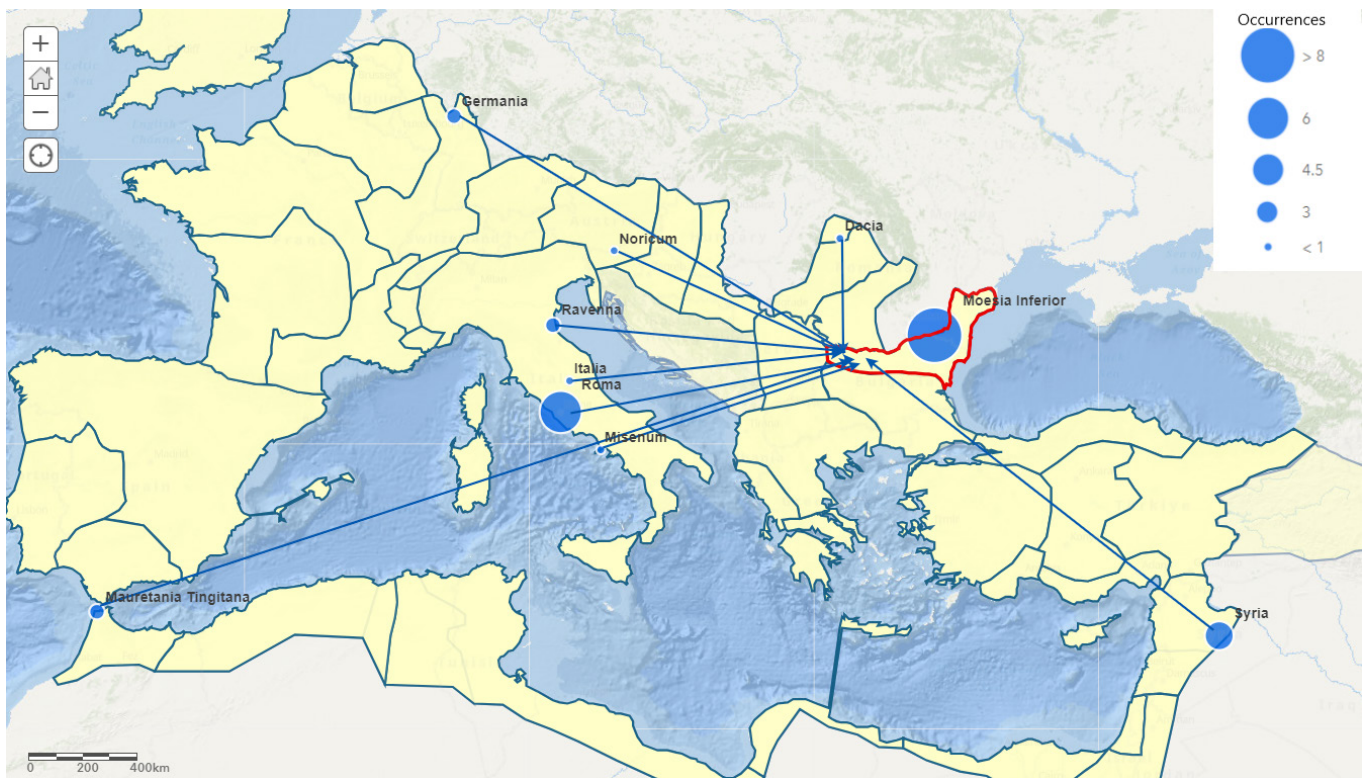 Occurrences
> 8
6
4.5
3
< 1
+
−
Germania
Noricum
Dacia
Moesia Inferior
Ravenna
Italia
Roma
Misenum
Mauretania Tingitana
Syria
0 200 400km